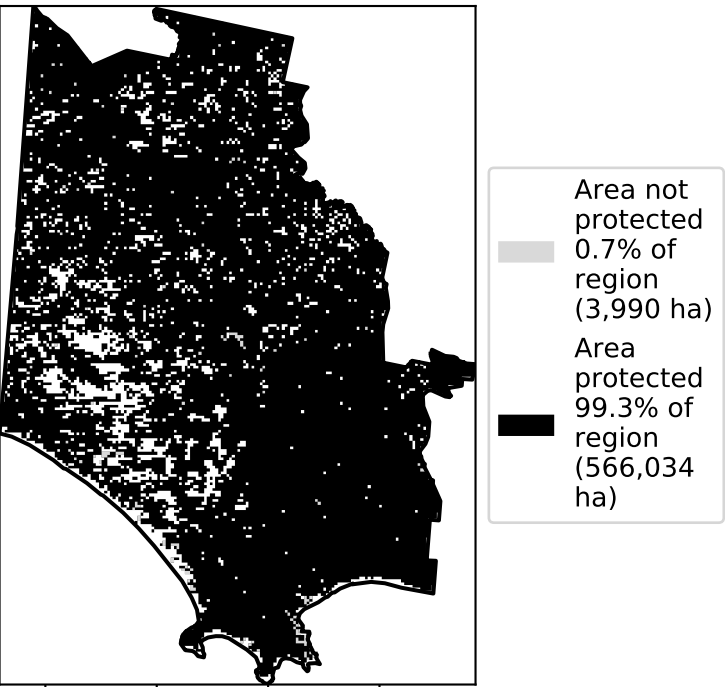 Area not
protected
0.7% of
region
(3,990 ha)
Area
protected
99.3% of
region
(566,034
ha)